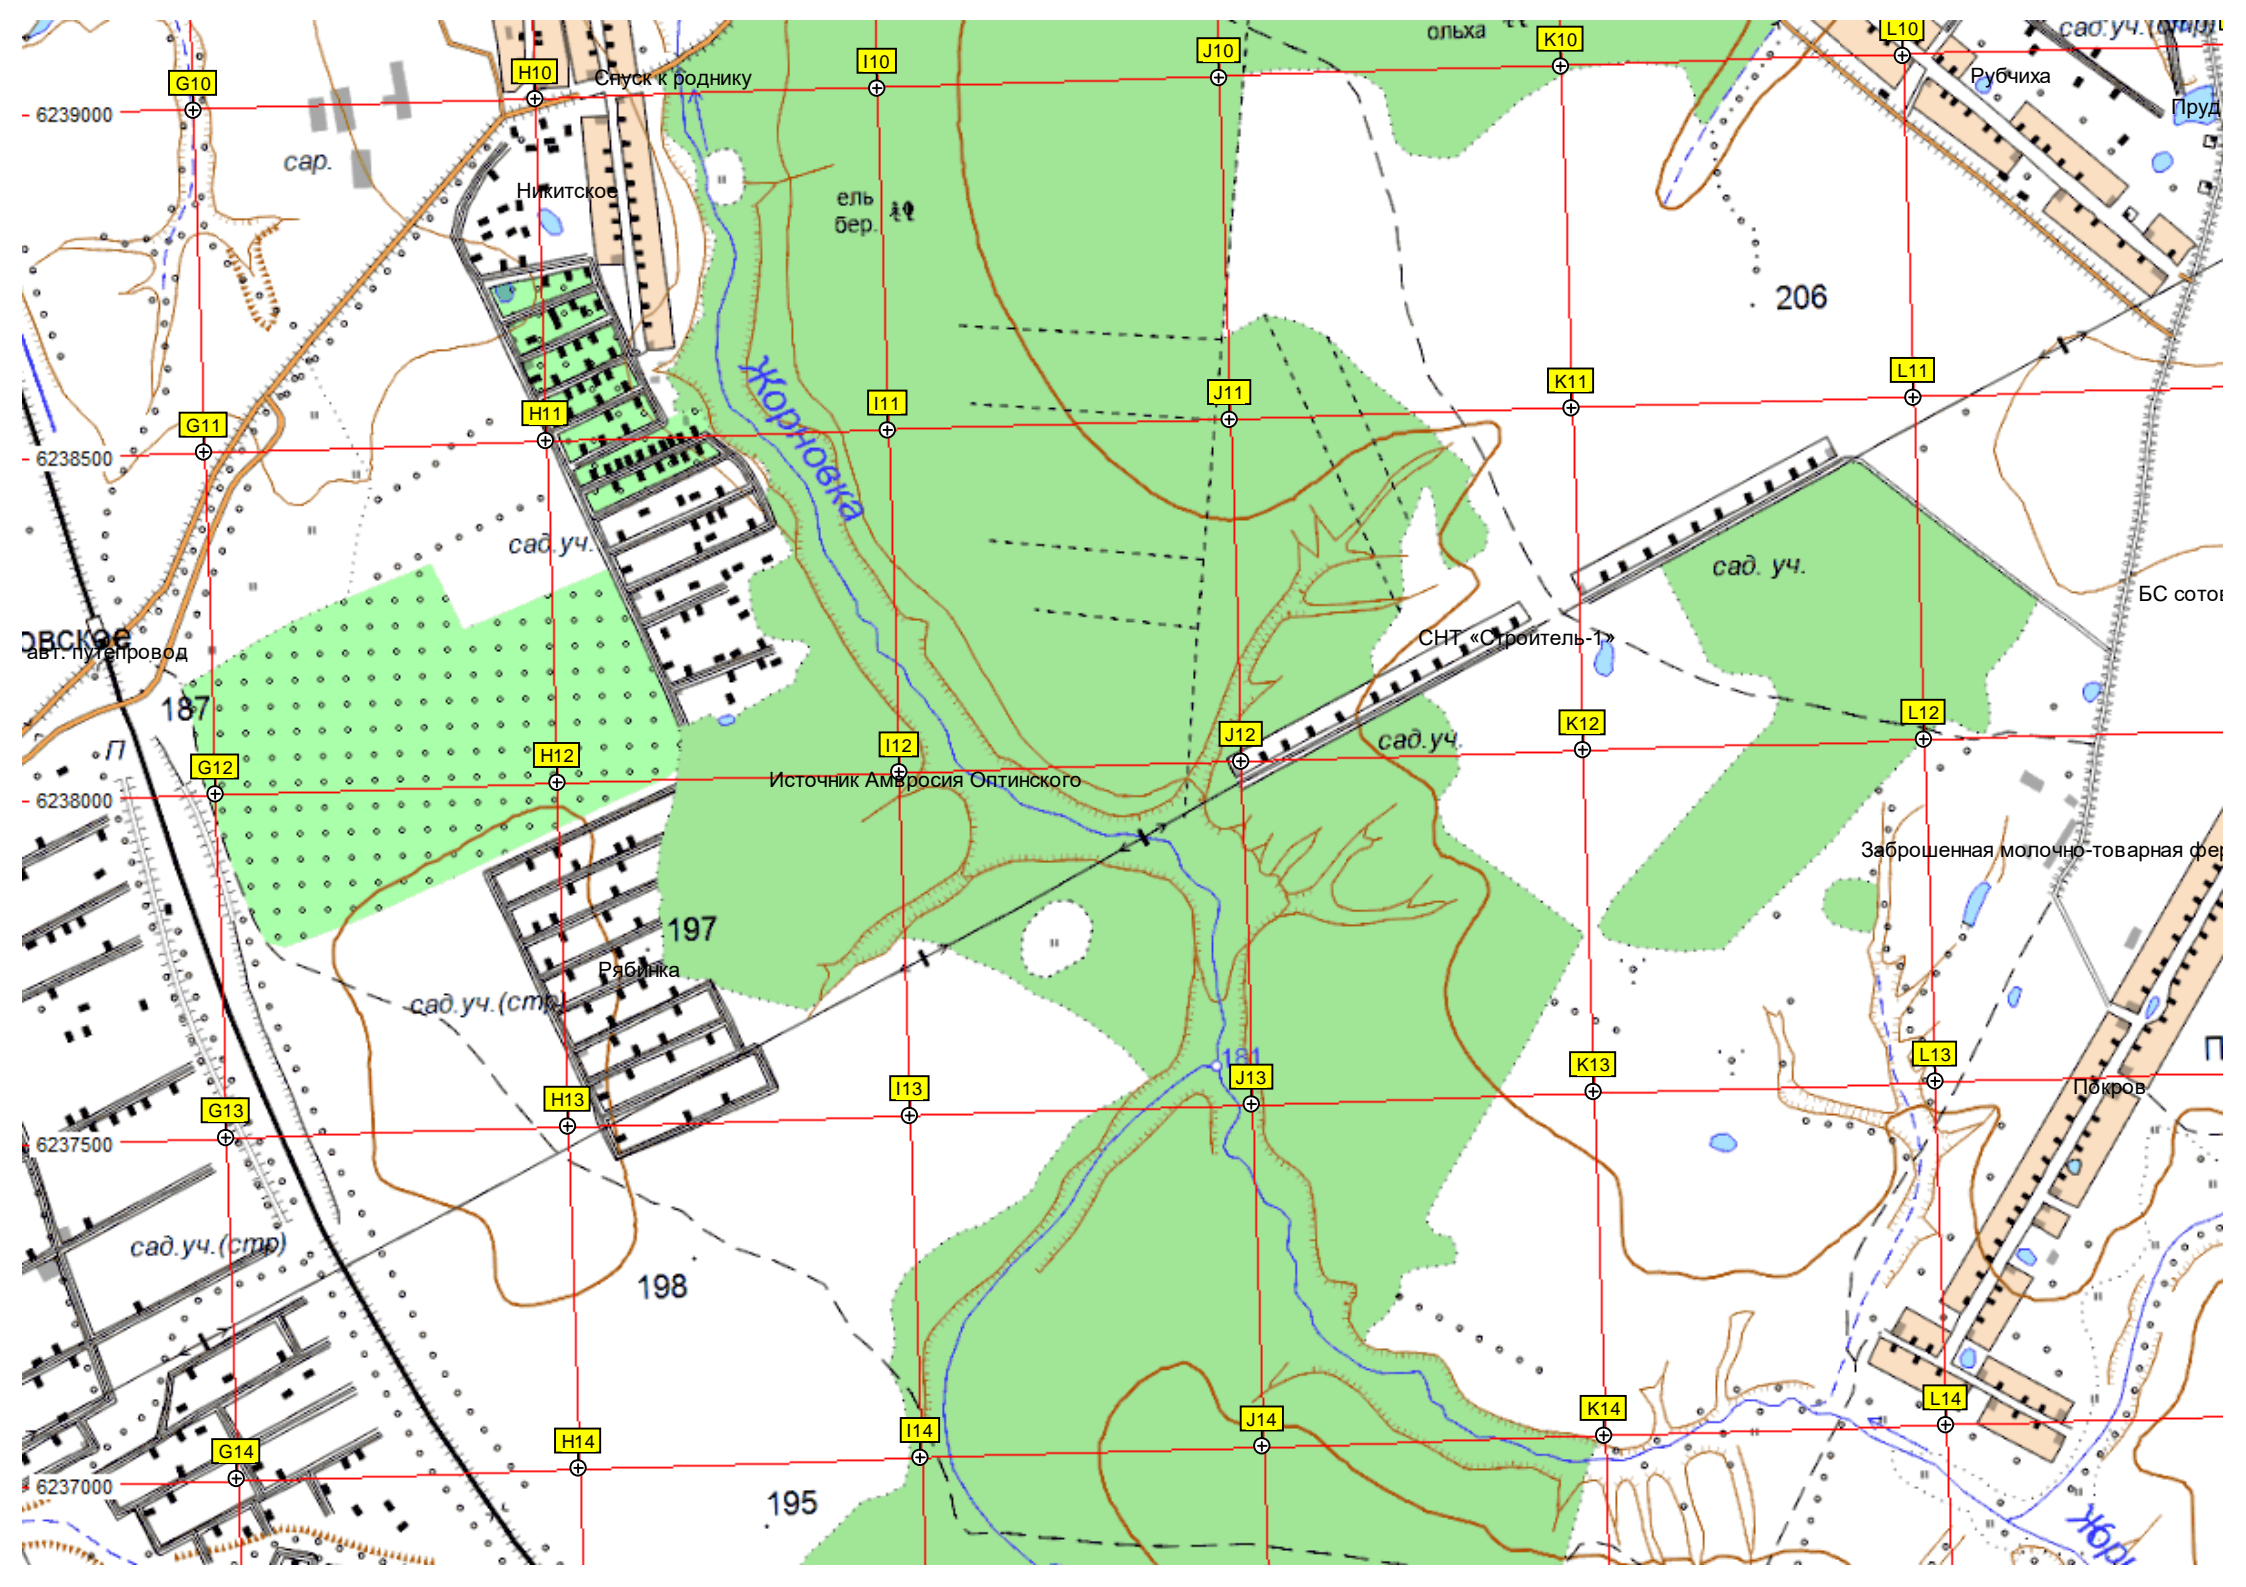 ольха
K10
L10
сад.уч.(стр)
J10
I10
H10
G10
Спуск к роднику
Рубчиха
Пруд
6239000
сар.
Никитское
ель
бер.
206
Жорновка
K11
L11
J11
I11
H11
G11
6238500
сад.уч.
сад. уч.
БС сотов
овское
авт. путепровод
СНТ «Строитель-1»
187
П
L12
K12
J12
I12
H12
G12
сад.уч.
Источник Амвросия Оптинского
6238000
Заброшенная молочно-товарная фер
197
Рябинка
сад.уч.(стр)
181
П
L13
K13
J13
I13
H13
G13
Покров
6237500
сад.уч.(стр)
198
L14
K14
J14
I14
H14
G14
6237000
195
Жорн